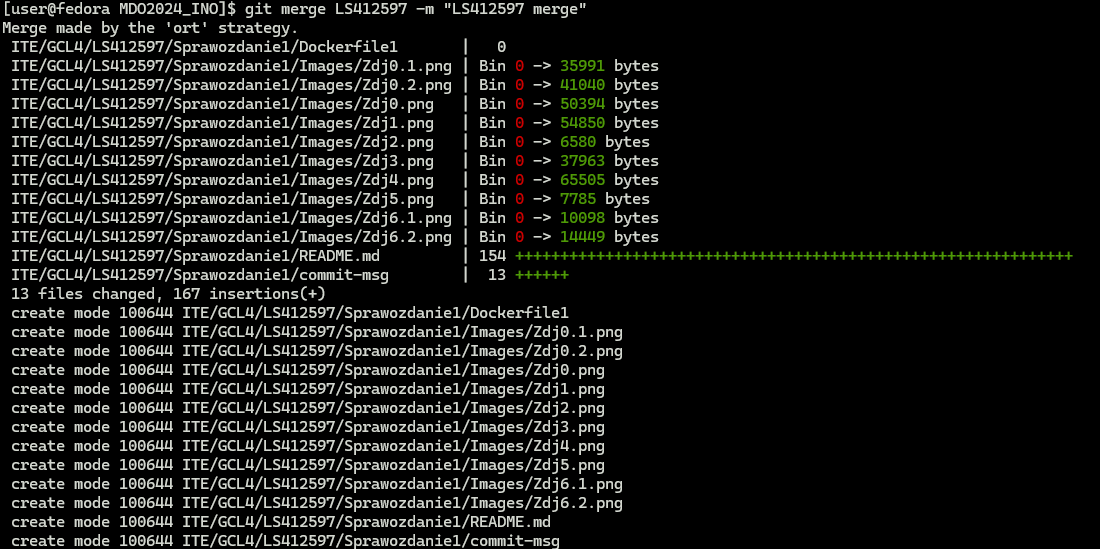 [user@fedora MDO2024_INO]$ git merge LS412597 -m "LS412597 merge"
Merge made by the 'ort' strategy.
 ITE/GCL4/LS412597/Sprawozdanie1/Dockerfile1       |   0
 ITE/GCL4/LS412597/Sprawozdanie1/Images/Zdj0.1.png | Bin 0 -> 35991 bytes
 ITE/GCL4/LS412597/Sprawozdanie1/Images/Zdj0.2.png | Bin 0 -> 41040 bytes
 ITE/GCL4/LS412597/Sprawozdanie1/Images/Zdj0.png   | Bin 0 -> 50394 bytes
 ITE/GCL4/LS412597/Sprawozdanie1/Images/Zdj1.png   | Bin 0 -> 54850 bytes
 ITE/GCL4/LS412597/Sprawozdanie1/Images/Zdj2.png   | Bin 0 -> 6580 bytes
 ITE/GCL4/LS412597/Sprawozdanie1/Images/Zdj3.png   | Bin 0 -> 37963 bytes
 ITE/GCL4/LS412597/Sprawozdanie1/Images/Zdj4.png   | Bin 0 -> 65505 bytes
 ITE/GCL4/LS412597/Sprawozdanie1/Images/Zdj5.png   | Bin 0 -> 7785 bytes
 ITE/GCL4/LS412597/Sprawozdanie1/Images/Zdj6.1.png | Bin 0 -> 10098 bytes
 ITE/GCL4/LS412597/Sprawozdanie1/Images/Zdj6.2.png | Bin 0 -> 14449 bytes
 ITE/GCL4/LS412597/Sprawozdanie1/README.md         | 154 ++++++++++++++++++++++++++++++++++++++++++++++++++++++++++++++
 ITE/GCL4/LS412597/Sprawozdanie1/commit-msg        |  13 ++++++
 13 files changed, 167 insertions(+)
 create mode 100644 ITE/GCL4/LS412597/Sprawozdanie1/Dockerfile1
 create mode 100644 ITE/GCL4/LS412597/Sprawozdanie1/Images/Zdj0.1.png
 create mode 100644 ITE/GCL4/LS412597/Sprawozdanie1/Images/Zdj0.2.png
 create mode 100644 ITE/GCL4/LS412597/Sprawozdanie1/Images/Zdj0.png
 create mode 100644 ITE/GCL4/LS412597/Sprawozdanie1/Images/Zdj1.png
 create mode 100644 ITE/GCL4/LS412597/Sprawozdanie1/Images/Zdj2.png
 create mode 100644 ITE/GCL4/LS412597/Sprawozdanie1/Images/Zdj3.png
 create mode 100644 ITE/GCL4/LS412597/Sprawozdanie1/Images/Zdj4.png
 create mode 100644 ITE/GCL4/LS412597/Sprawozdanie1/Images/Zdj5.png
 create mode 100644 ITE/GCL4/LS412597/Sprawozdanie1/Images/Zdj6.1.png
 create mode 100644 ITE/GCL4/LS412597/Sprawozdanie1/Images/Zdj6.2.png
 create mode 100644 ITE/GCL4/LS412597/Sprawozdanie1/README.md
 create mode 100644 ITE/GCL4/LS412597/Sprawozdanie1/commit-msg